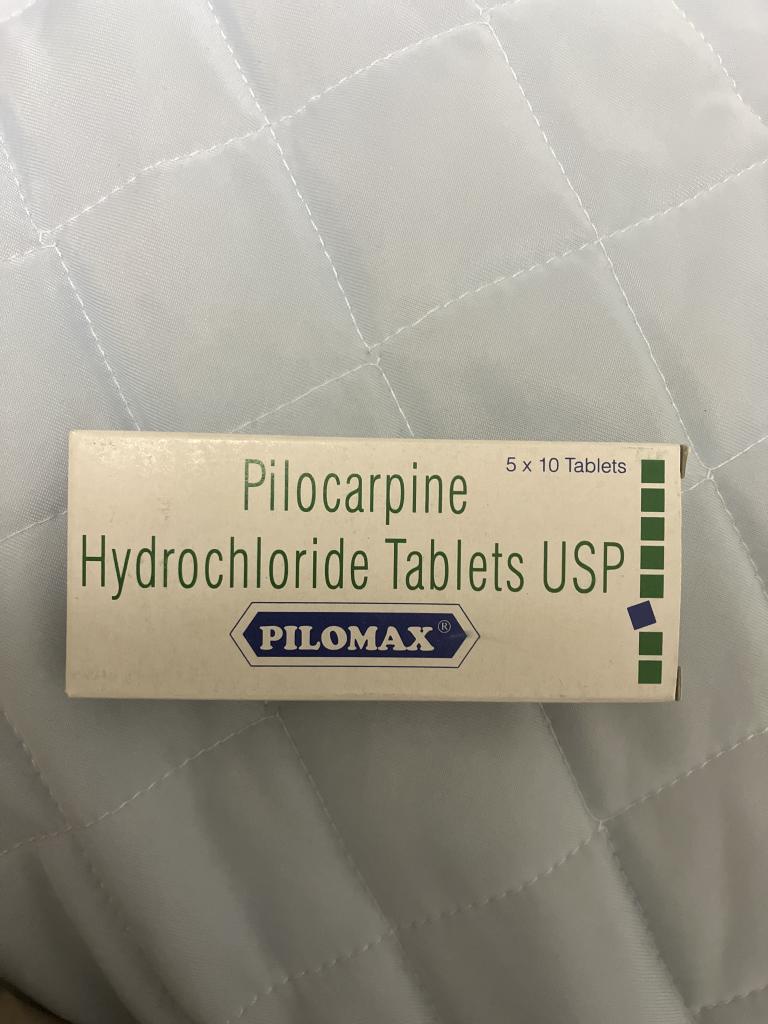 5 x 10 Tablets
Pilocarpine
Hydrochloride Tablets USP
PILOMAX®